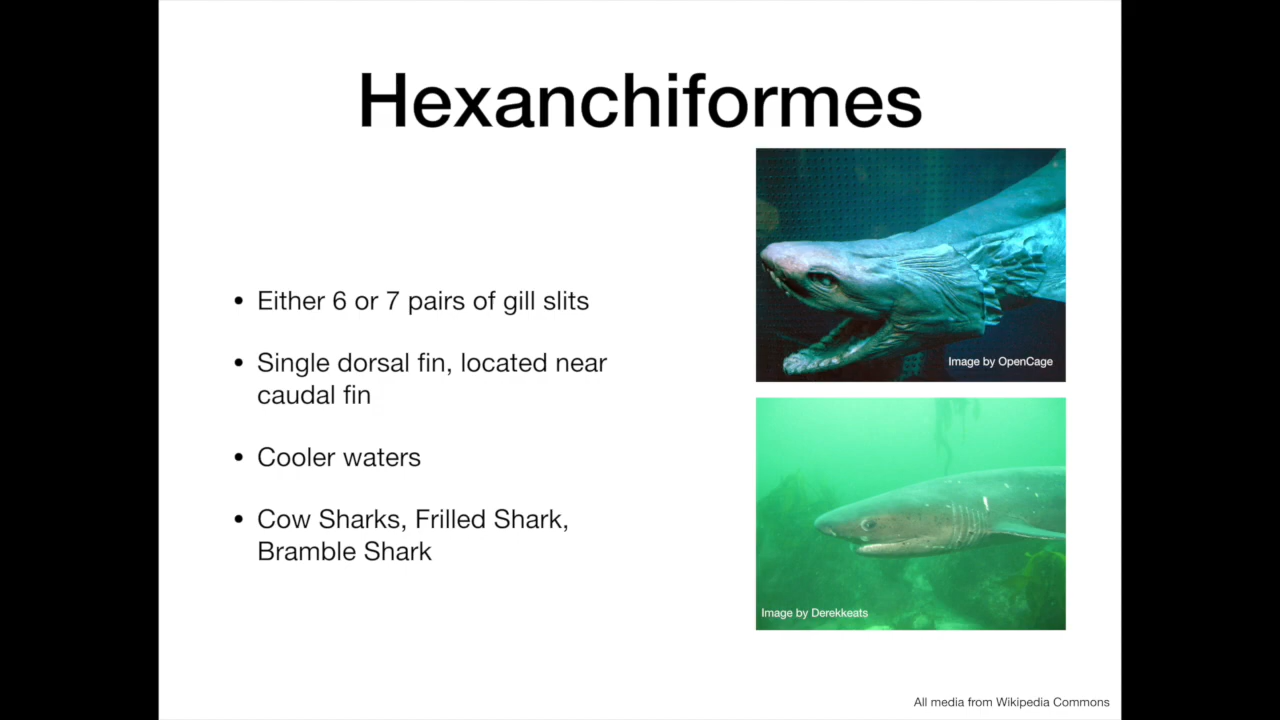 Hexanchiformes
• Either 6 or 7 pairs of gill slits
• Single dorsal fin, located near
caudal fin
• Cooler waters
• Cow Sharks, Frilled Shark,
Bramble Shark
Image by OpenCage
Image by Derekkeats
All media from Wikipedia Commons